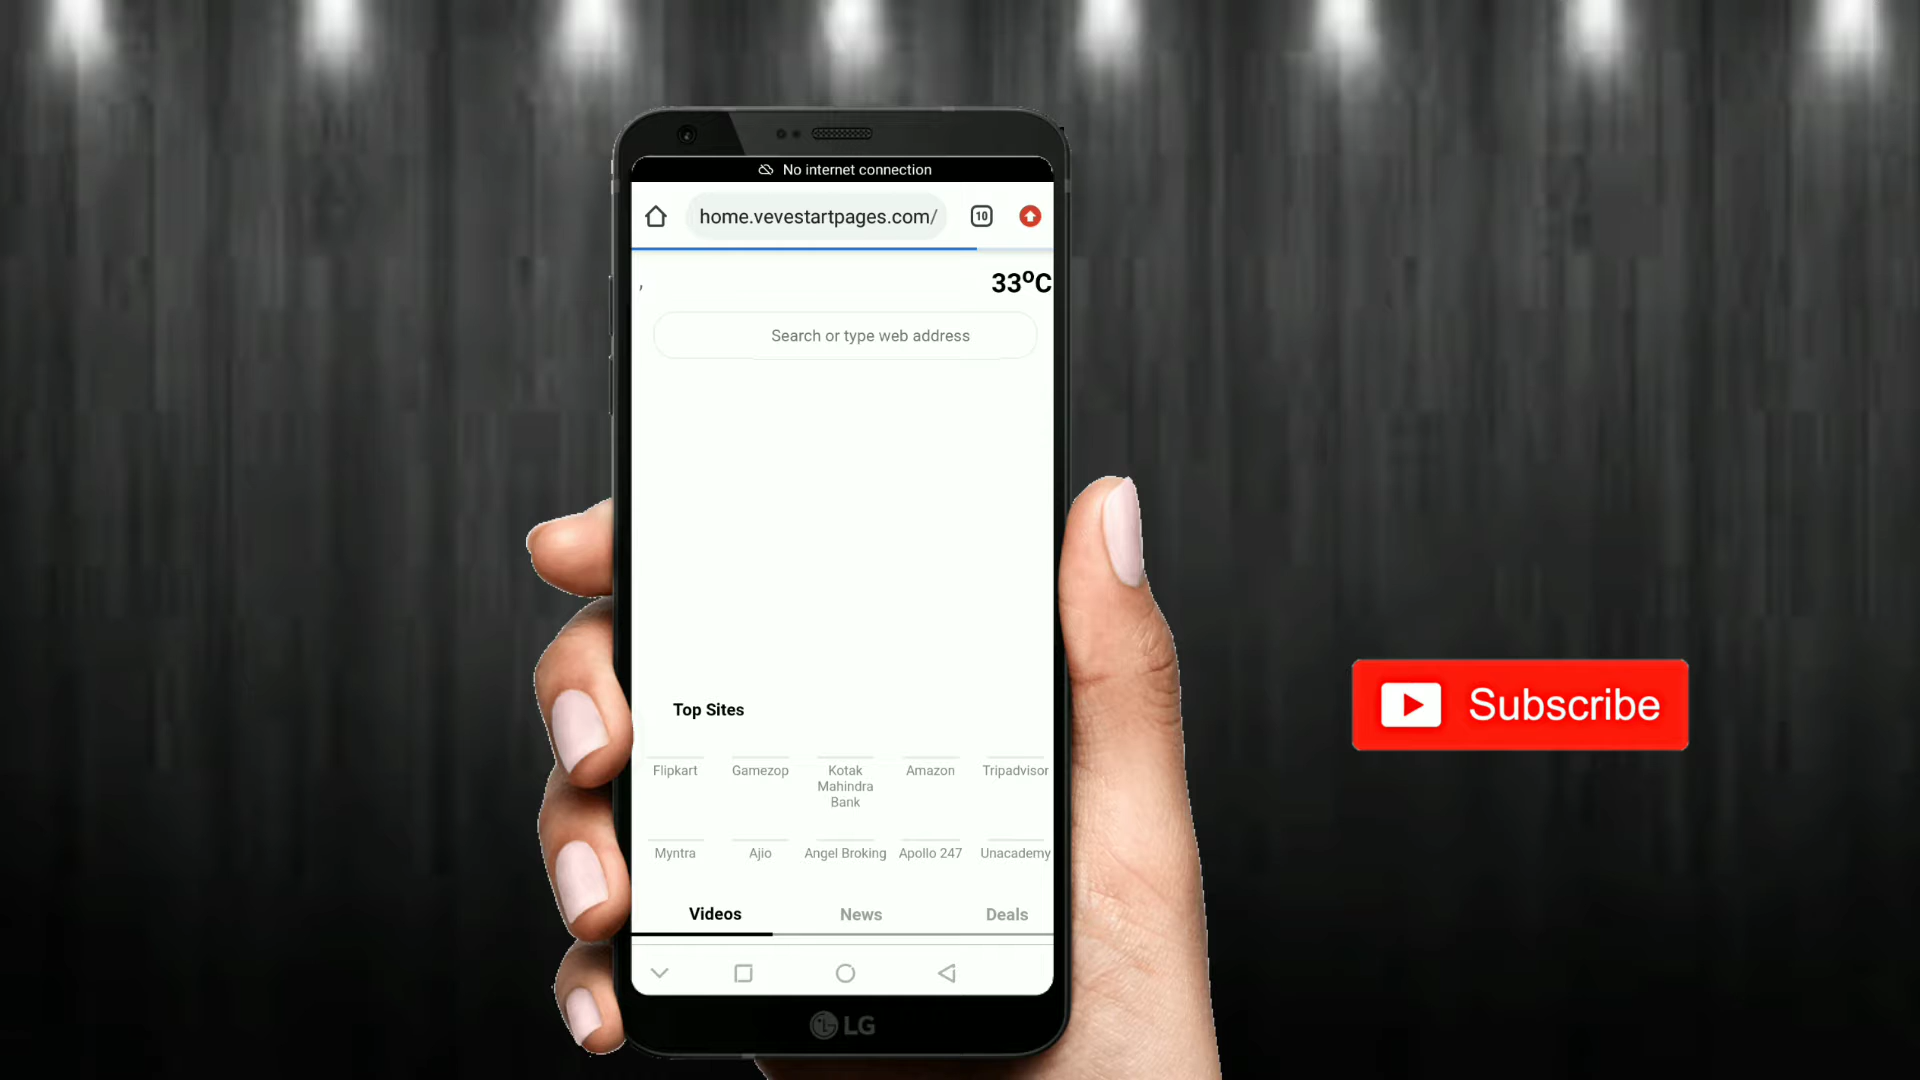 No internet connection
home.vevestartpages.com/
10
,
33ºC
Search or type web address
Top Sites
Flipkart
Gamezop
Kotak
Mahindra
Bank
Amazon
Tripadvisor
Myntra
Ajio
Angel Broking
Apollo 247
Unacademy
Videos
News
Deals
LG
Subscribe